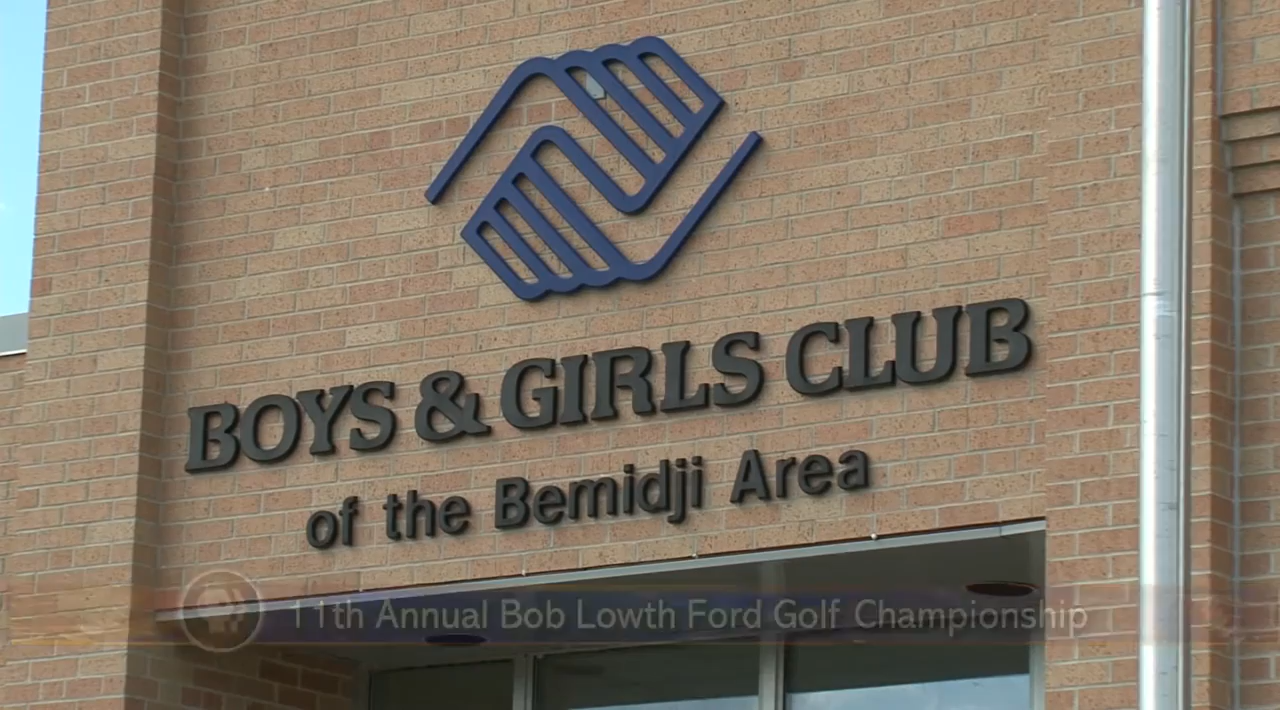 BOYS & GIRLS CLUB
of the Bemidji Area
11th Annual Bob Lowth Ford Golf Championship